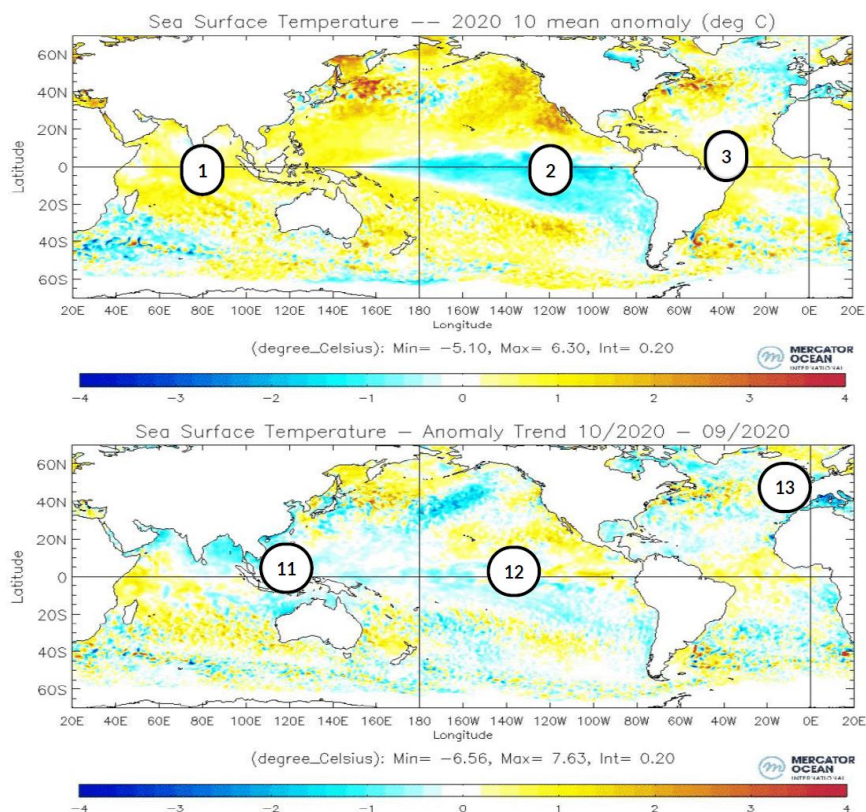 Sea Surface Temperature -- 2020 10 mean anomaly (deg C)
60N
40N
20N
0
20S
40S
60S
Latitude
1
2
3
20E 40E 60E 80E 100E 120E 140E 160E 180 160W 140W 120W 100W 80W 60W 40W 20W 0 20E
Longitude
(degree_Celsius): Min= -5.10, Max= 6.30, Int= 0.20
MERCATOR
OCEAN
INTERNATIONAL
-4 -3 -2 -1 0 1 2 3 4
Sea Surface Temperature - Anomaly Trend 10/2020 - 09/2020
60N
40N
20N
0
20S
40S
60S
Latitude
13
11
12
20E 40E 60E 80E 100E 120E 140E 160E 180 160W 140W 120W 100W 80W 60W 40W 20W 0 20E
Longitude
(degree_Celsius): Min= -6.56, Max= 7.63, Int= 0.20
MERCATOR
OCEAN
INTERNATIONAL
-4 -3 -2 -1 0 1 2 3 4